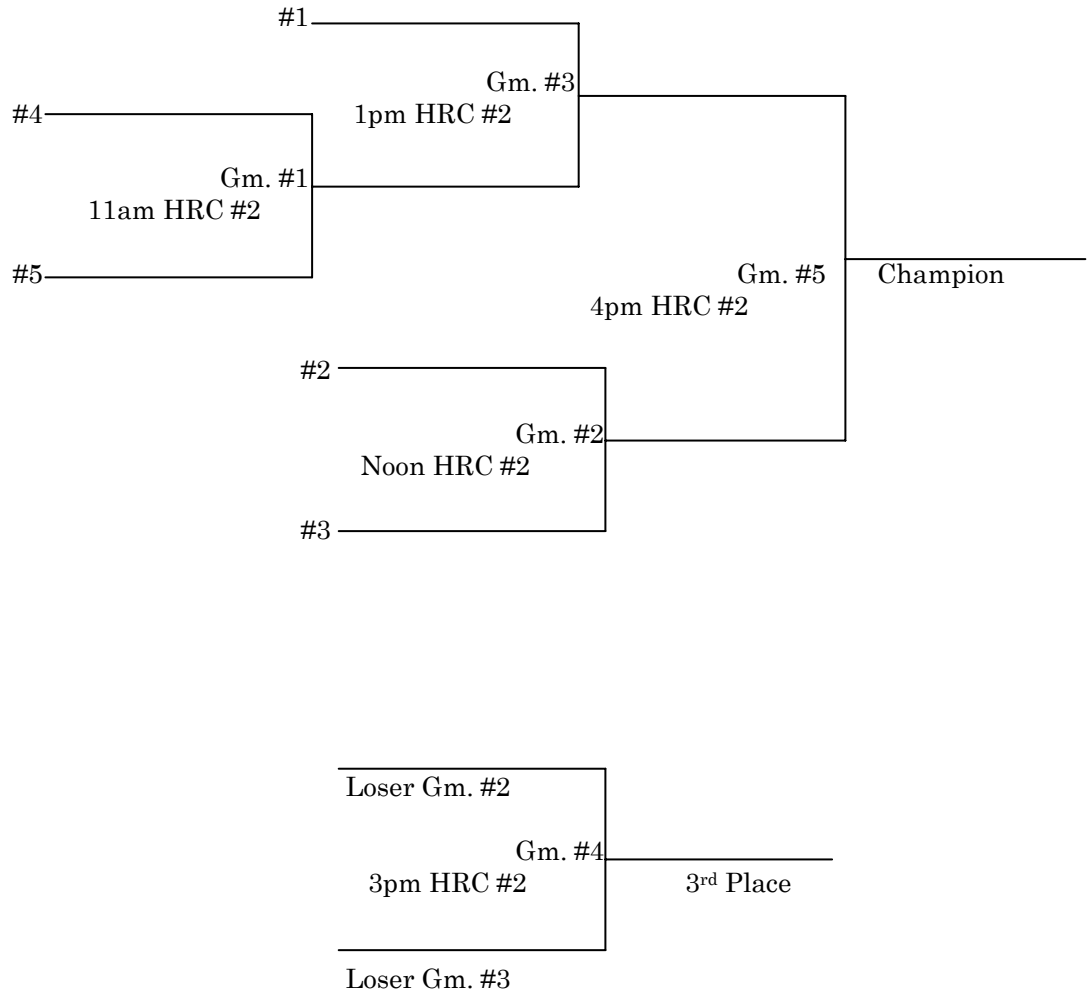 #1
Gm. #3
1pm HRC #2
#4
Gm. #1
11am HRC #2
#5
Gm. #5
4pm HRC #2
Champion
#2
Gm. #2
Noon HRC #2
#3
Loser Gm. #2
Gm. #4
3pm HRC #2
3rd Place
Loser Gm. #3